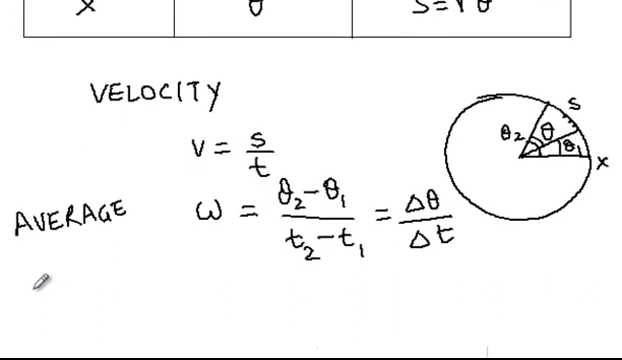 x θ S=rθ
VELOCITY
v = s/t
AVERAGE ω = (θ₂-θ₁)/(t₂-t₁) = Δθ/Δt
S
θ₂ θ θ₁
x